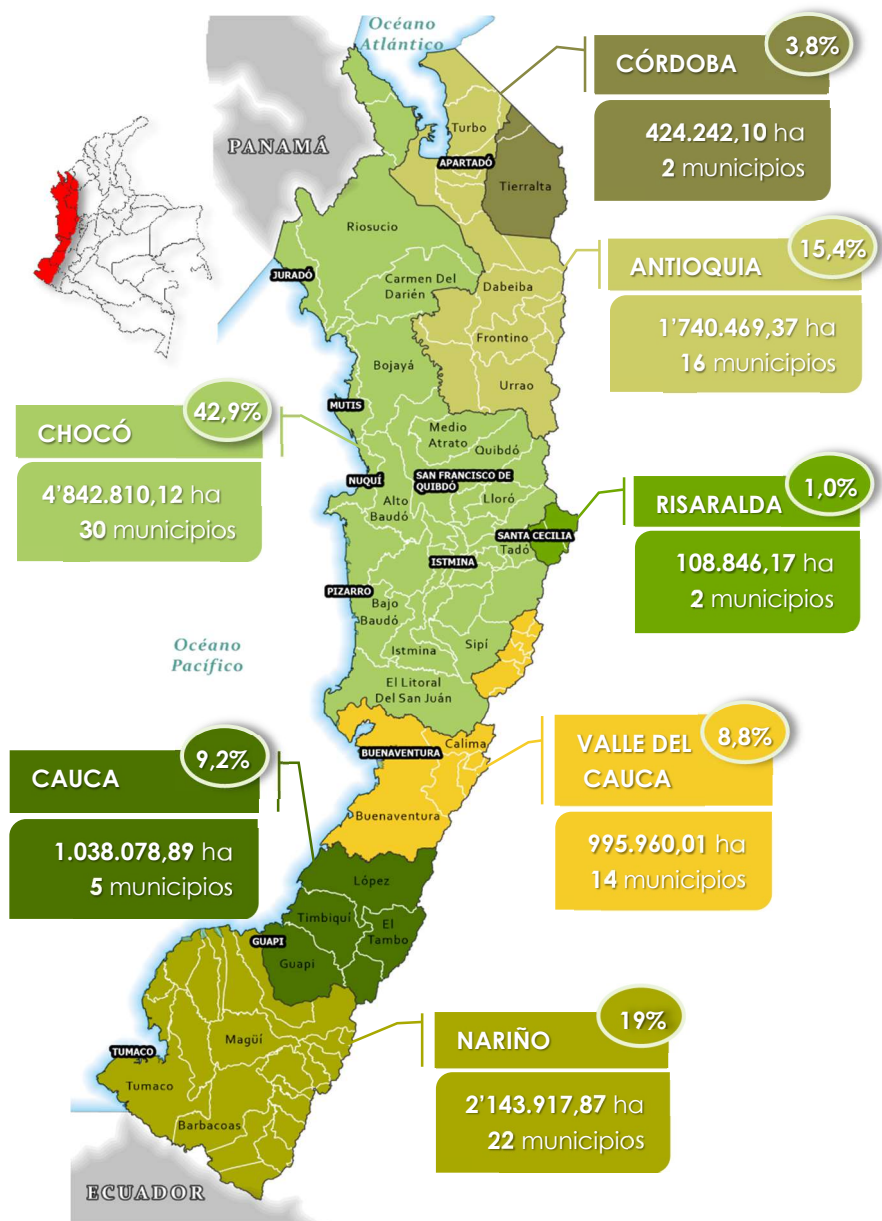 Océano
Atlántico
PANAMÁ
CÓRDOBA
3,8%
424.242,10 ha
2 municipios
Turbo
APARTADÓ
Tierralta
Riosucio
JURADÓ
Carmen Del
Darién
Dabeiba
Frontino
Urrao
ANTIOQUIA
15,4%
1'740.469,37 ha
16 municipios
Bojayá
MUTIS
CHOCÓ
42,9%
4'842.810,12 ha
30 municipios
Medio
Atrato
Quibdó
NUQUÍ
SAN FRANCISCO DE
QUIBDÓ
Alto
Baudó
Lloró
SANTA CECILIA
Tadó
ISTMINA
RISARALDA
1,0%
108.846,17 ha
2 municipios
PIZARRO
Bajo
Baudó
Istmina
Sipí
El Litoral
Del San Juán
Océano
Pacífico
BUENAVENTURA
Calima
Buenaventura
VALLE DEL
CAUCA
8,8%
995.960,01 ha
14 municipios
CAUCA
9,2%
1.038.078,89 ha
5 municipios
López
Timbiquí
El
Tambo
GUAPI
Guapi
TUMACO
Magüí
Tumaco
Barbacoas
NARIÑO
19%
2'143.917,87 ha
22 municipios
ECUADOR